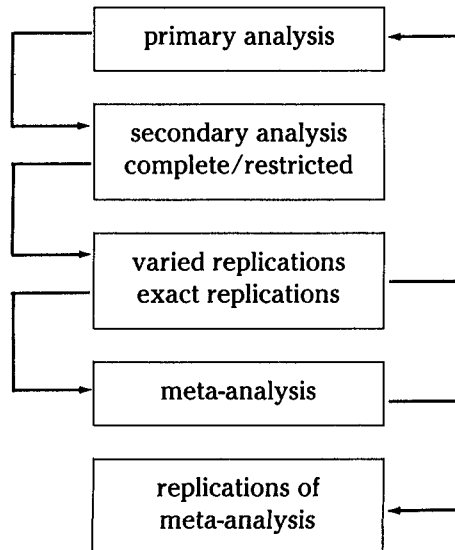 primary analysis
secondary analysis
complete/restricted
varied replications
exact replications
meta-analysis
replications of
meta-analysis